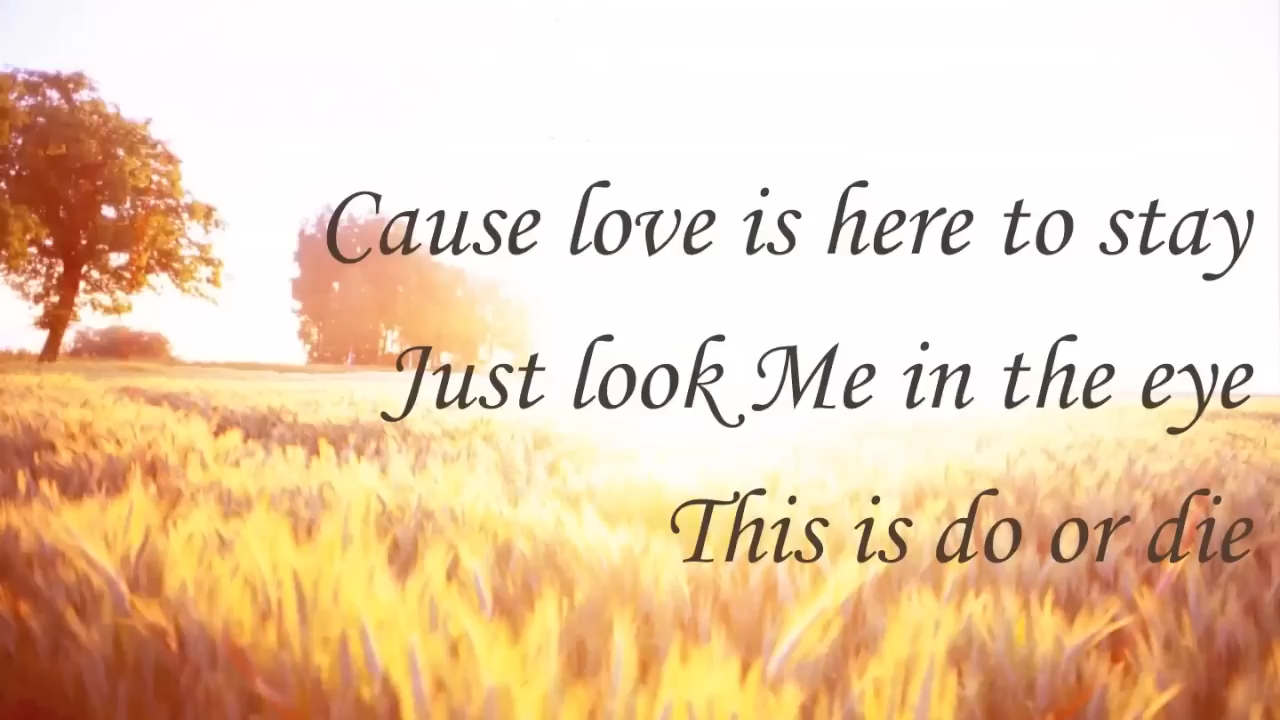 Cause love is here to stay
Just look Me in the eye
This is do or die